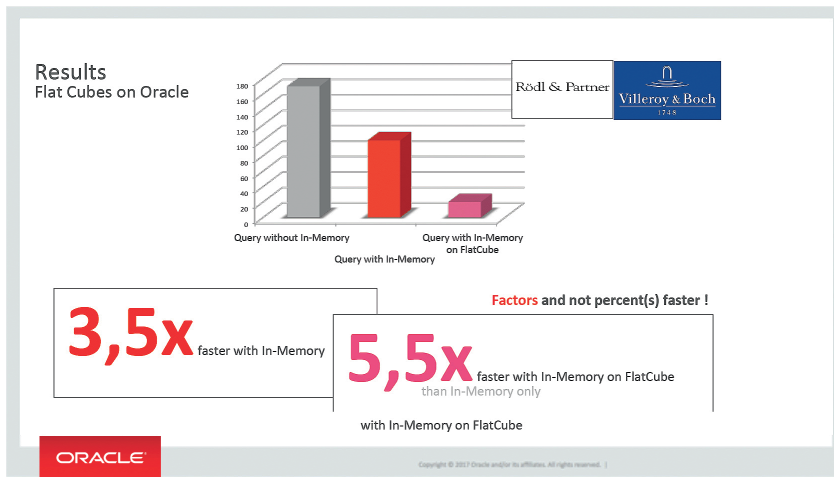 Results
Flat Cubes on Oracle
Rödl & Partner
Villeroy & Boch
1748
180
160
140
120
100
80
60
40
20
0
Query without In-Memory
Query with In-Memory
Query with In-Memory
on FlatCube
Factors and not percent(s) faster !
3,5x faster with In-Memory
5,5x faster with In-Memory on FlatCube
than In-Memory only
with In-Memory on FlatCube
ORACLE®
Copyright © 2017 Oracle and/or its affiliates. All rights reserved. |